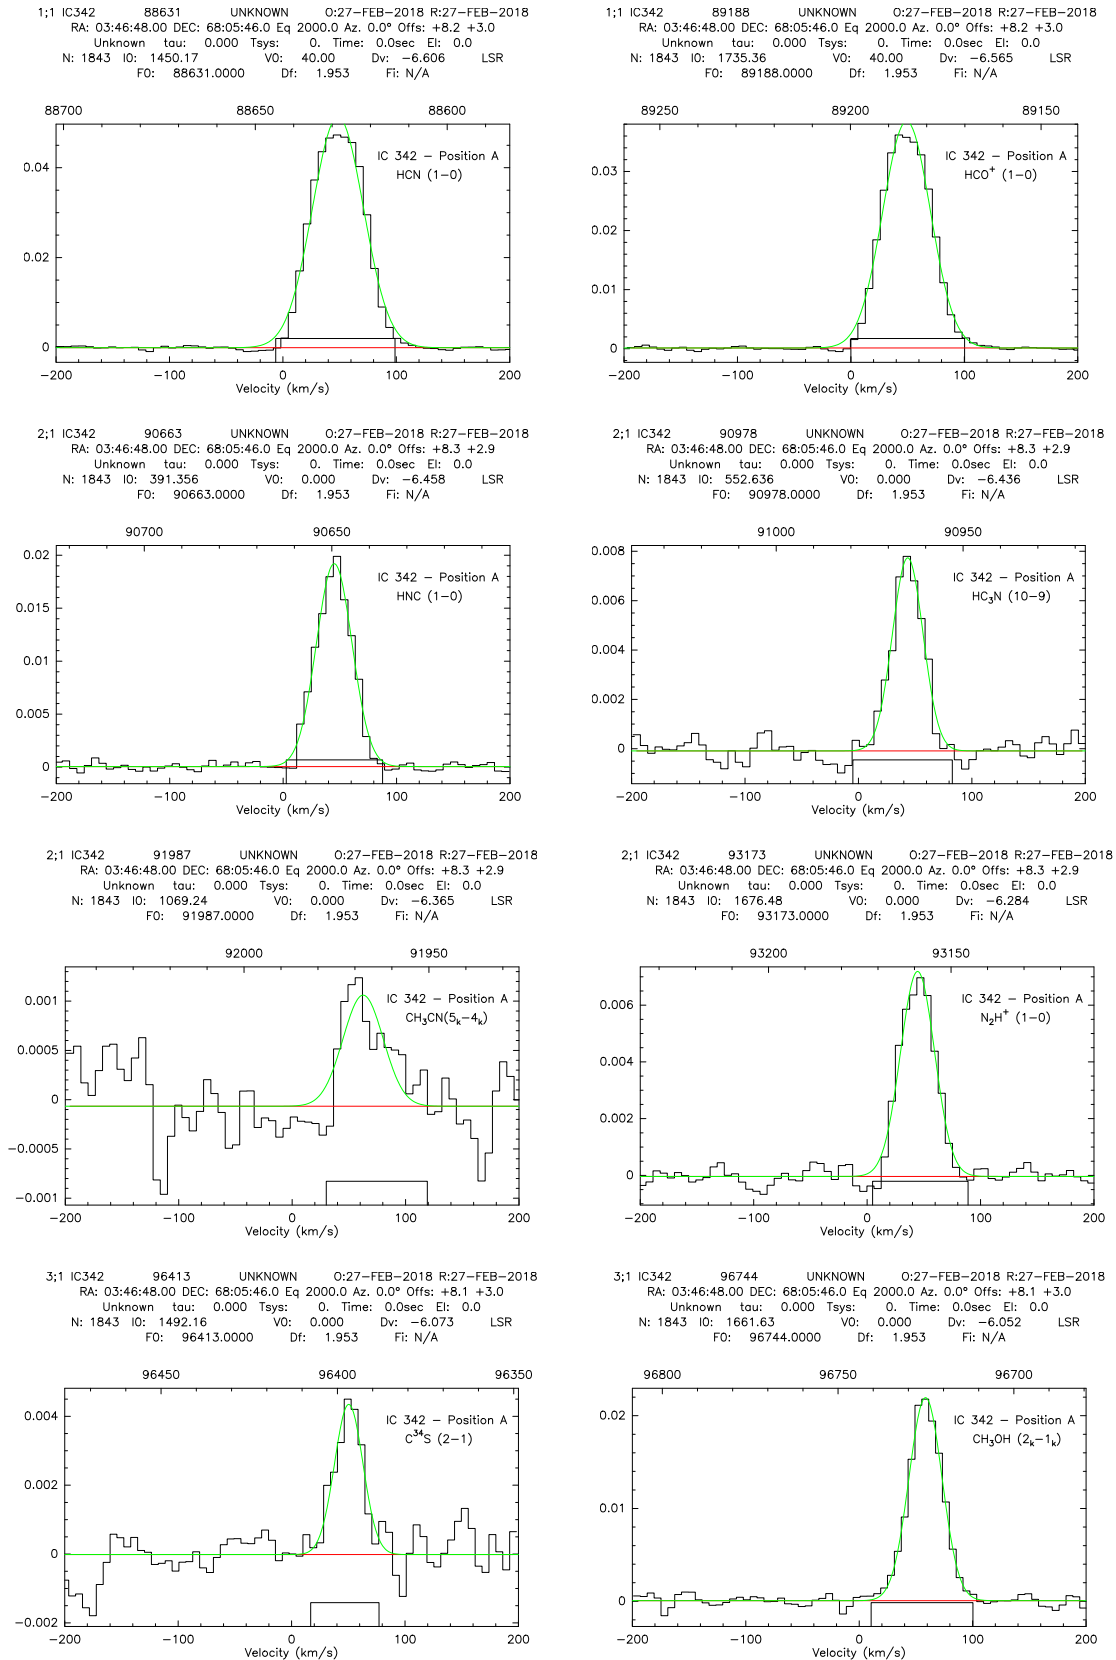 1;1 IC342 88631 UNKNOWN O:27-FEB-2018 R:27-FEB-2018
RA: 03:46:48.00 DEC: 68:05:46.0 Eq 2000.0 Az. 0.0° Offs: +8.2 +3.0
Unknown tau: 0.000 Tsys: 0. Time: 0.0sec El: 0.0
N: 1843 I0: 1450.17 V0: 40.00 Dv: -6.606 LSR
F0: 88631.0000 Df: 1.953 Fi: N/A
88700 88650 88600
IC 342 - Position A
HCN (1-0)
0.04
0.02
0
-200 -100 0 100 200
Velocity (km/s)
1;1 IC342 89188 UNKNOWN O:27-FEB-2018 R:27-FEB-2018
RA: 03:46:48.00 DEC: 68:05:46.0 Eq 2000.0 Az. 0.0° Offs: +8.2 +3.0
Unknown tau: 0.000 Tsys: 0. Time: 0.0sec El: 0.0
N: 1843 I0: 1735.36 V0: 40.00 Dv: -6.565 LSR
F0: 89188.0000 Df: 1.953 Fi: N/A
89250 89200 89150
IC 342 - Position A
HCO⁺ (1-0)
0.03
0.02
0.01
0
-200 -100 0 100 200
Velocity (km/s)
2;1 IC342 90663 UNKNOWN O:27-FEB-2018 R:27-FEB-2018
RA: 03:46:48.00 DEC: 68:05:46.0 Eq 2000.0 Az. 0.0° Offs: +8.3 +2.9
Unknown tau: 0.000 Tsys: 0. Time: 0.0sec El: 0.0
N: 1843 I0: 391.356 V0: 0.000 Dv: -6.458 LSR
F0: 90663.0000 Df: 1.953 Fi: N/A
90700 90650
IC 342 - Position A
HNC (1-0)
0.02
0.015
0.01
0.005
0
-200 -100 0 100 200
Velocity (km/s)
2;1 IC342 90978 UNKNOWN O:27-FEB-2018 R:27-FEB-2018
RA: 03:46:48.00 DEC: 68:05:46.0 Eq 2000.0 Az. 0.0° Offs: +8.3 +2.9
Unknown tau: 0.000 Tsys: 0. Time: 0.0sec El: 0.0
N: 1843 I0: 552.636 V0: 0.000 Dv: -6.436 LSR
F0: 90978.0000 Df: 1.953 Fi: N/A
91000 90950
IC 342 - Position A
HC₃N (10-9)
0.008
0.006
0.004
0.002
0
-200 -100 0 100 200
Velocity (km/s)
2;1 IC342 91987 UNKNOWN O:27-FEB-2018 R:27-FEB-2018
RA: 03:46:48.00 DEC: 68:05:46.0 Eq 2000.0 Az. 0.0° Offs: +8.3 +2.9
Unknown tau: 0.000 Tsys: 0. Time: 0.0sec El: 0.0
N: 1843 I0: 1069.24 V0: 0.000 Dv: -6.365 LSR
F0: 91987.0000 Df: 1.953 Fi: N/A
92000 91950
IC 342 - Position A
CH₃CN(5ₖ-4ₖ)
0.001
0.0005
0
-0.0005
-0.001
-200 -100 0 100 200
Velocity (km/s)
2;1 IC342 93173 UNKNOWN O:27-FEB-2018 R:27-FEB-2018
RA: 03:46:48.00 DEC: 68:05:46.0 Eq 2000.0 Az. 0.0° Offs: +8.3 +2.9
Unknown tau: 0.000 Tsys: 0. Time: 0.0sec El: 0.0
N: 1843 I0: 1676.48 V0: 0.000 Dv: -6.284 LSR
F0: 93173.0000 Df: 1.953 Fi: N/A
93200 93150
IC 342 - Position A
N₂H⁺ (1-0)
0.006
0.004
0.002
0
-200 -100 0 100 200
Velocity (km/s)
3;1 IC342 96413 UNKNOWN O:27-FEB-2018 R:27-FEB-2018
RA: 03:46:48.00 DEC: 68:05:46.0 Eq 2000.0 Az. 0.0° Offs: +8.1 +3.0
Unknown tau: 0.000 Tsys: 0. Time: 0.0sec El: 0.0
N: 1843 I0: 1492.16 V0: 0.000 Dv: -6.073 LSR
F0: 96413.0000 Df: 1.953 Fi: N/A
96450 96400 96350
IC 342 - Position A
C³⁴S (2-1)
0.004
0.002
0
-0.002
-200 -100 0 100 200
Velocity (km/s)
3;1 IC342 96744 UNKNOWN O:27-FEB-2018 R:27-FEB-2018
RA: 03:46:48.00 DEC: 68:05:46.0 Eq 2000.0 Az. 0.0° Offs: +8.1 +3.0
Unknown tau: 0.000 Tsys: 0. Time: 0.0sec El: 0.0
N: 1843 I0: 1661.63 V0: 0.000 Dv: -6.052 LSR
F0: 96744.0000 Df: 1.953 Fi: N/A
96800 96750 96700
IC 342 - Position A
CH₃OH (2ₖ-1ₖ)
0.02
0.01
0
-200 -100 0 100 200
Velocity (km/s)